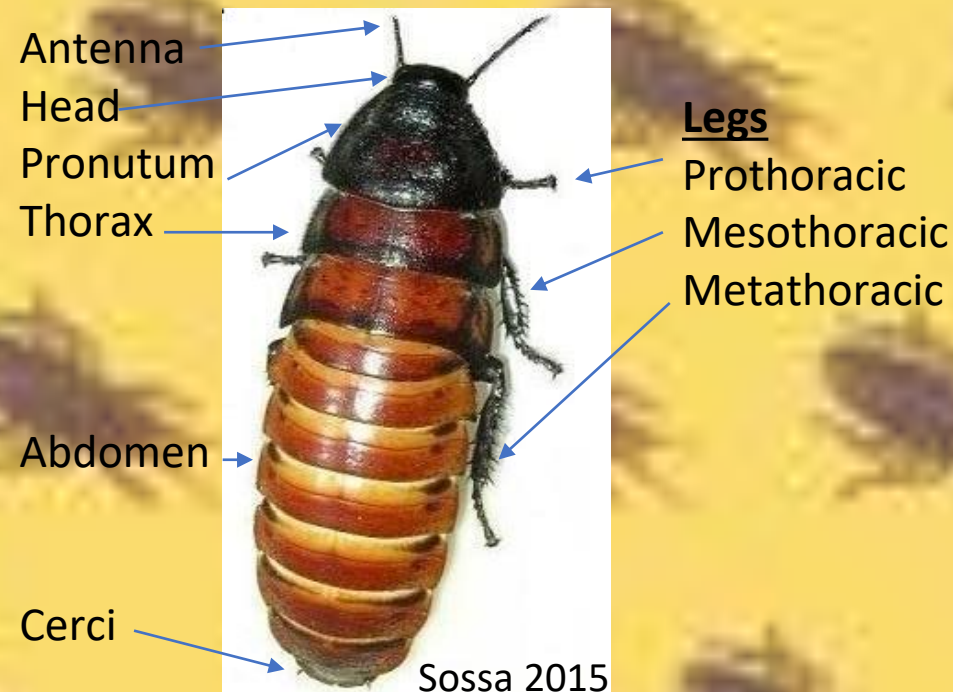 Antenna
Head
Pronutum
Thorax
Abdomen
Cerci
Legs
Prothoracic
Mesothoracic
Metathoracic
Sossa 2015